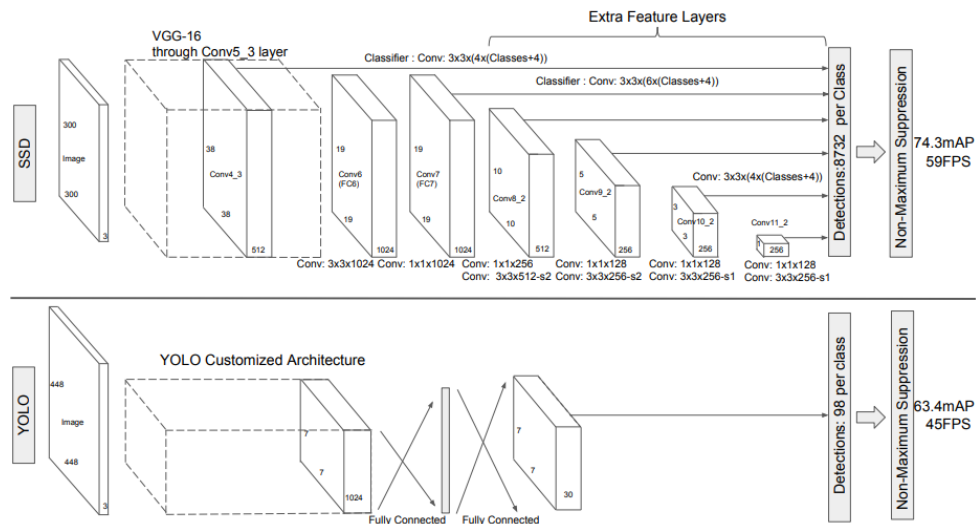 Extra Feature Layers
VGG-16
through Conv5_3 layer
Classifier : Conv: 3x3x(4x(Classes+4))
Classifier : Conv: 3x3x(6x(Classes+4))
SSD
300
Image
300
3
38
Conv4_3
38
512
19
Conv6
(FC6)
19
1024
19
Conv7
(FC7)
19
1024
10
Conv8_2
10
512
5
Conv9_2
5
256
Conv: 3x3x(4x(Classes+4))
3
Conv10_2
3
256
Conv11_2
1
256
Conv: 3x3x1024
Conv: 1x1x1024
Conv: 1x1x256
Conv: 3x3x512-s2
Conv: 1x1x128
Conv: 3x3x256-s2
Conv: 1x1x128
Conv: 3x3x256-s1
Conv: 1x1x128
Conv: 3x3x256-s1
Detections:8732 per Class
Non-Maximum Suppression
74.3mAP
59FPS
YOLO
448
Image
448
3
YOLO Customized Architecture
7
7
1024
Fully Connected
Fully Connected
7
7
30
Detections: 98 per class
Non-Maximum Suppression
63.4mAP
45FPS